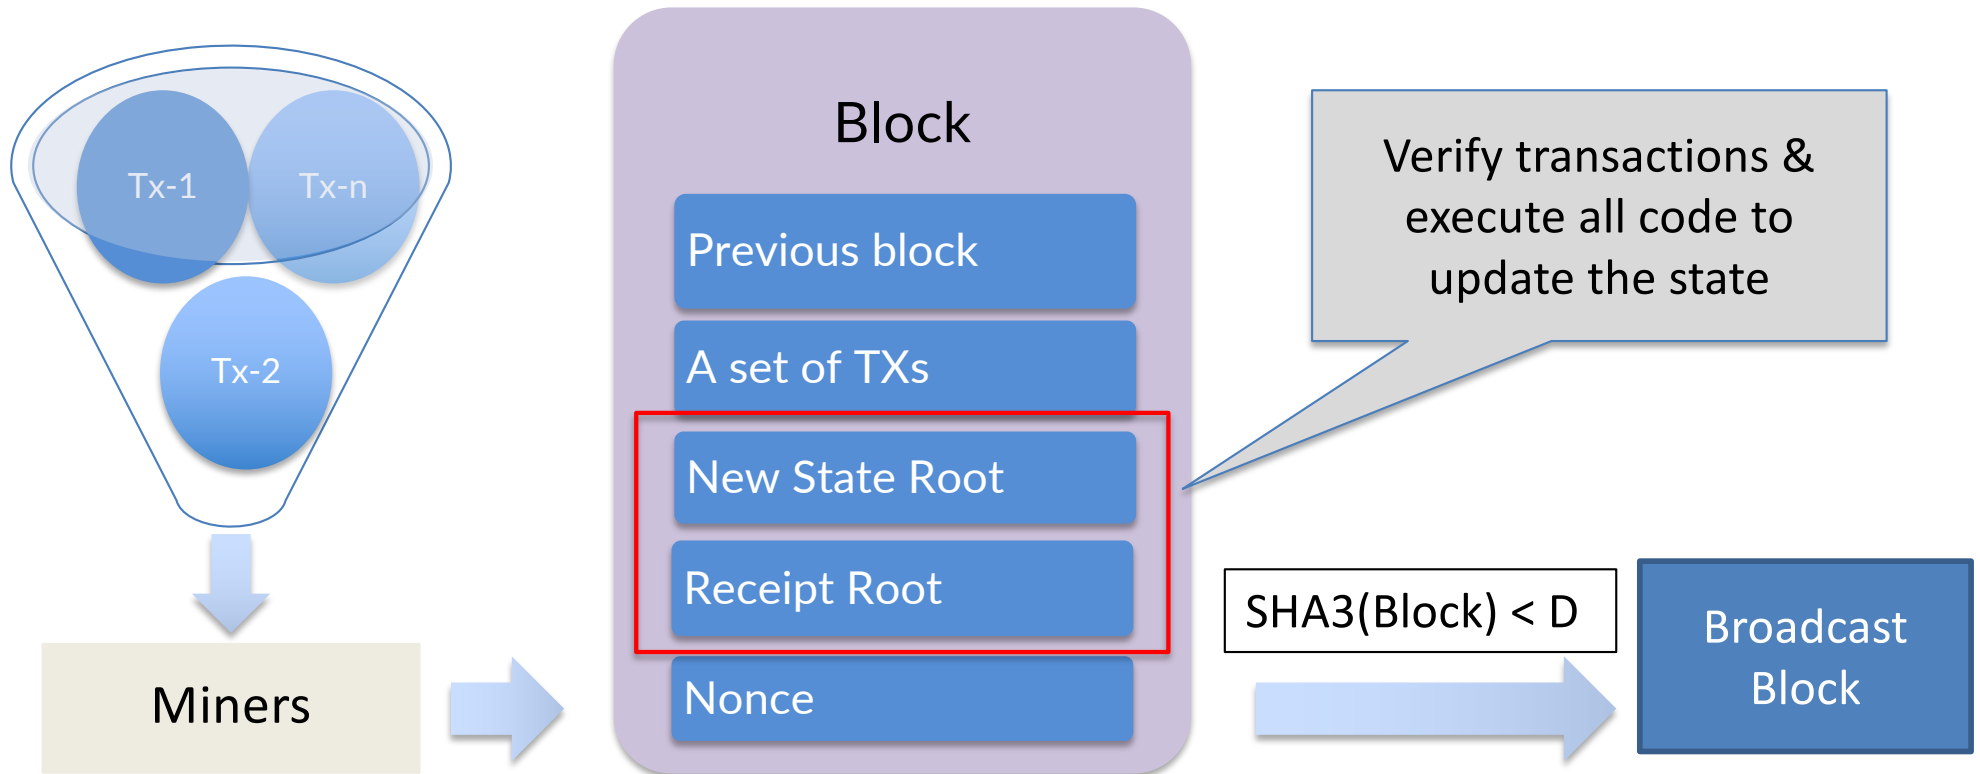 Tx-1
Tx-n
Tx-2
Miners
Block
Previous block
A set of TXs
New State Root
Receipt Root
Nonce
Verify transactions &
execute all code to
update the state
SHA3(Block) < D
Broadcast
Block